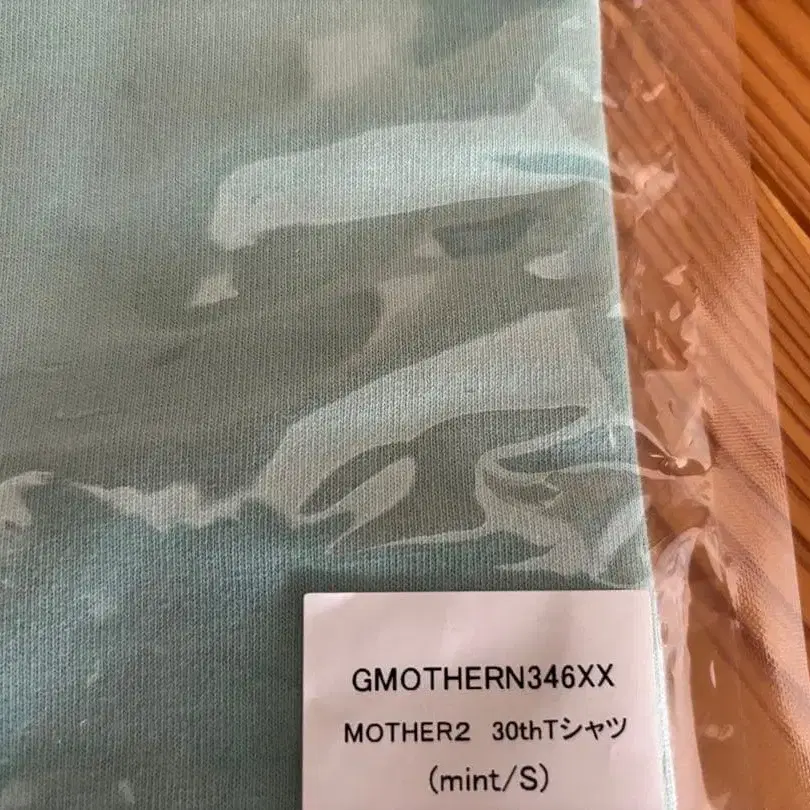 GMOTHERN346XX
MOTHER2 30thTシャツ
(mint/S)